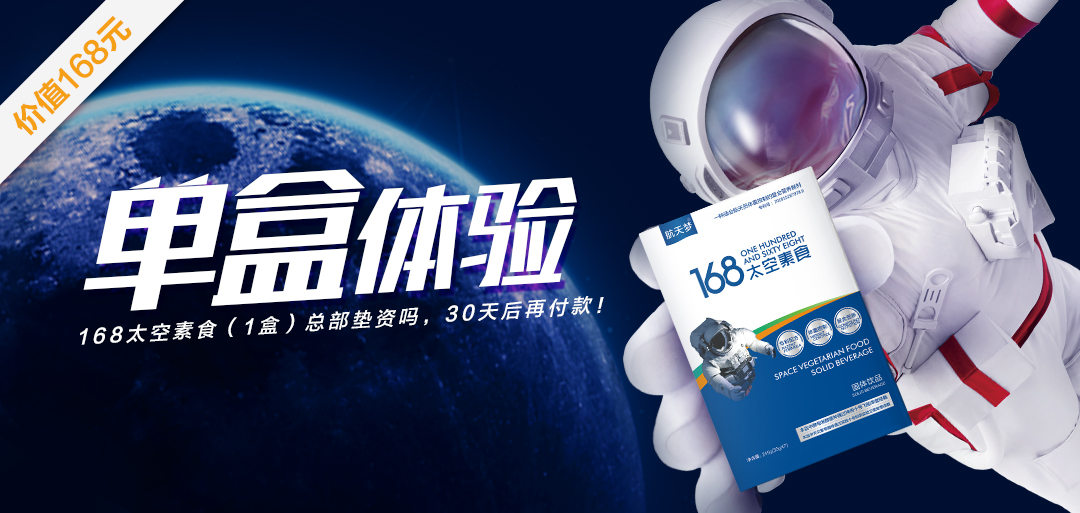 价值168元
单盒体验
168太空素食（1盒）总部垫资吗，30天后再付款！
航天梦
168
ONE HUNDRED
AND SIXTY EIGHT
太空素食
SPACE VEGETARIAN FOOD
SOLID BEVERAGE
固体饮品
SOLID BEVERAGE